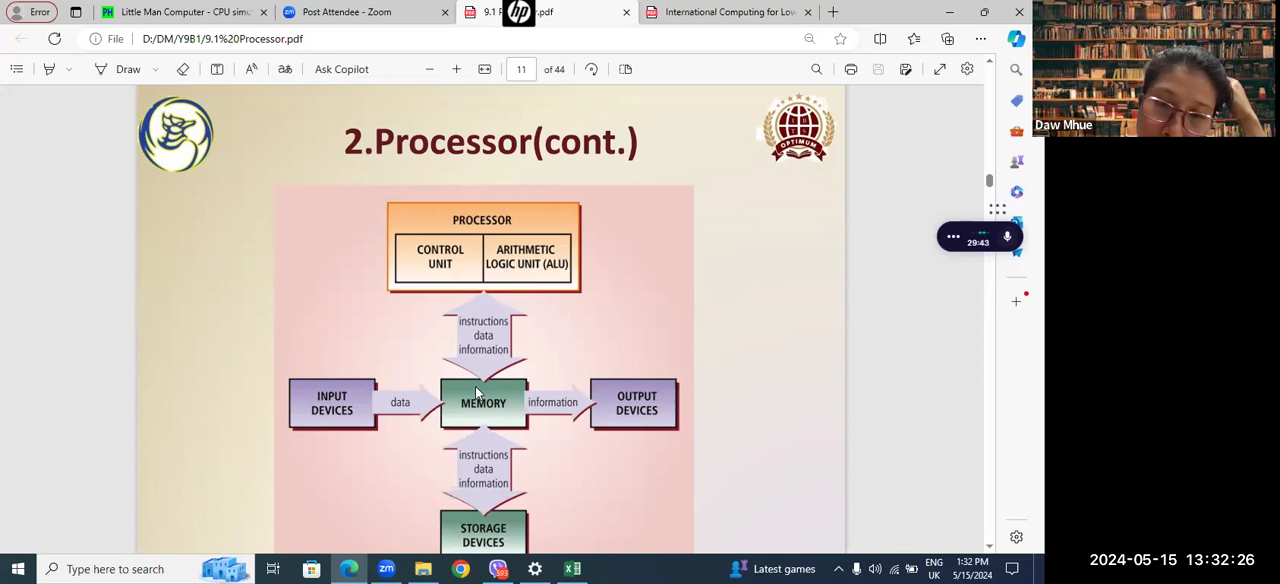 Error
Little Man Computer - CPU simu
Post Attendee - Zoom
9.1 P
.pdf
International Computing for Low
File
D:/DM/Y9B1/9.1%20Processor.pdf
Draw
Ask Copilot
11
of 44
Daw Mhue
29:43
hp
OPTIMUM
2.Processor(cont.)
PROCESSOR
CONTROL
UNIT
ARITHMETIC
LOGIC UNIT (ALU)
instructions
data
information
INPUT
DEVICES
data
MEMORY
information
OUTPUT
DEVICES
instructions
data
information
STORAGE
DEVICES
Type here to search
Latest games
ENG
UK
1:32 PM
5/15/2024
2024-05-15 13:32:26